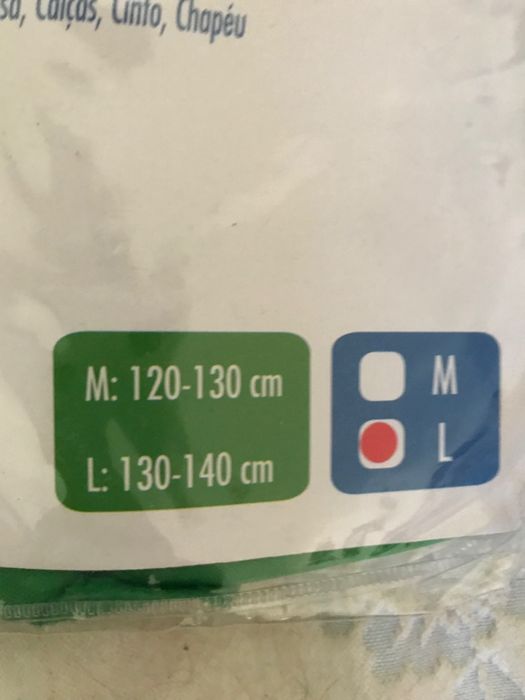 Calças, Cinto, Chapéu
M: 120-130 cm
L: 130-140 cm
M
L